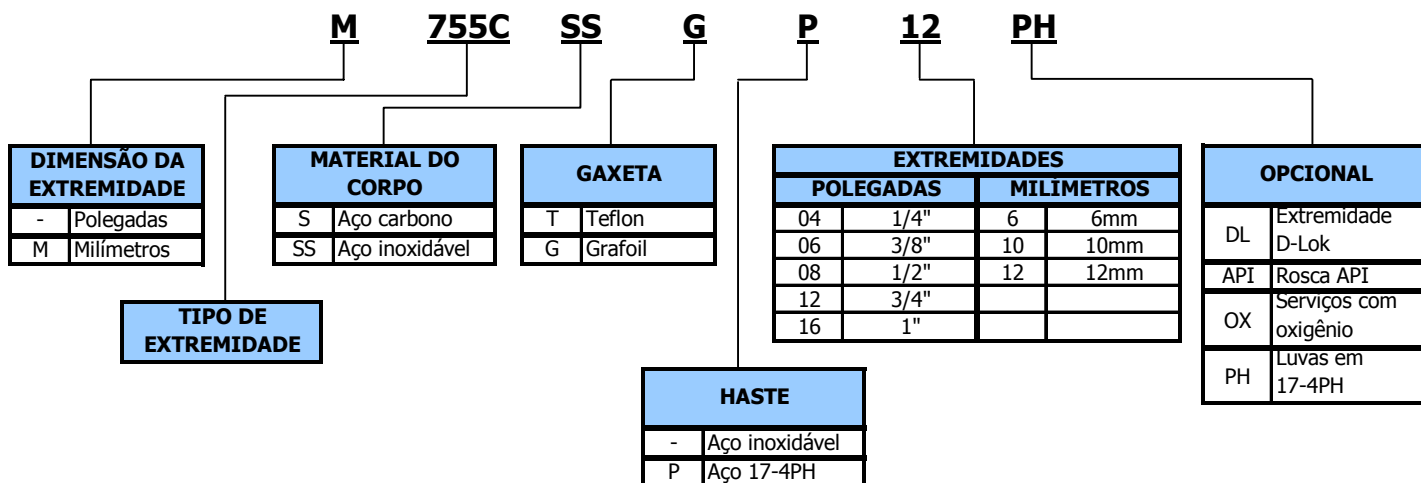 M 755C SS G P 12 PH
DIMENSÃO DA
EXTREMIDADE
- Polegadas
M Milímetros
TIPO DE
EXTREMIDADE
MATERIAL DO
CORPO
S Aço carbono
SS Aço inoxidável
GAXETA
T Teflon
G Grafoil
HASTE
- Aço inoxidável
P Aço 17-4PH
EXTREMIDADES
POLEGADAS MILÍMETROS
04 1/4" 6 6mm
06 3/8" 10 10mm
08 1/2" 12 12mm
12 3/4"
16 1"
OPCIONAL
DL Extremidade
D-Lok
API Rosca API
OX Serviços com
oxigênio
PH Luvas em
17-4PH